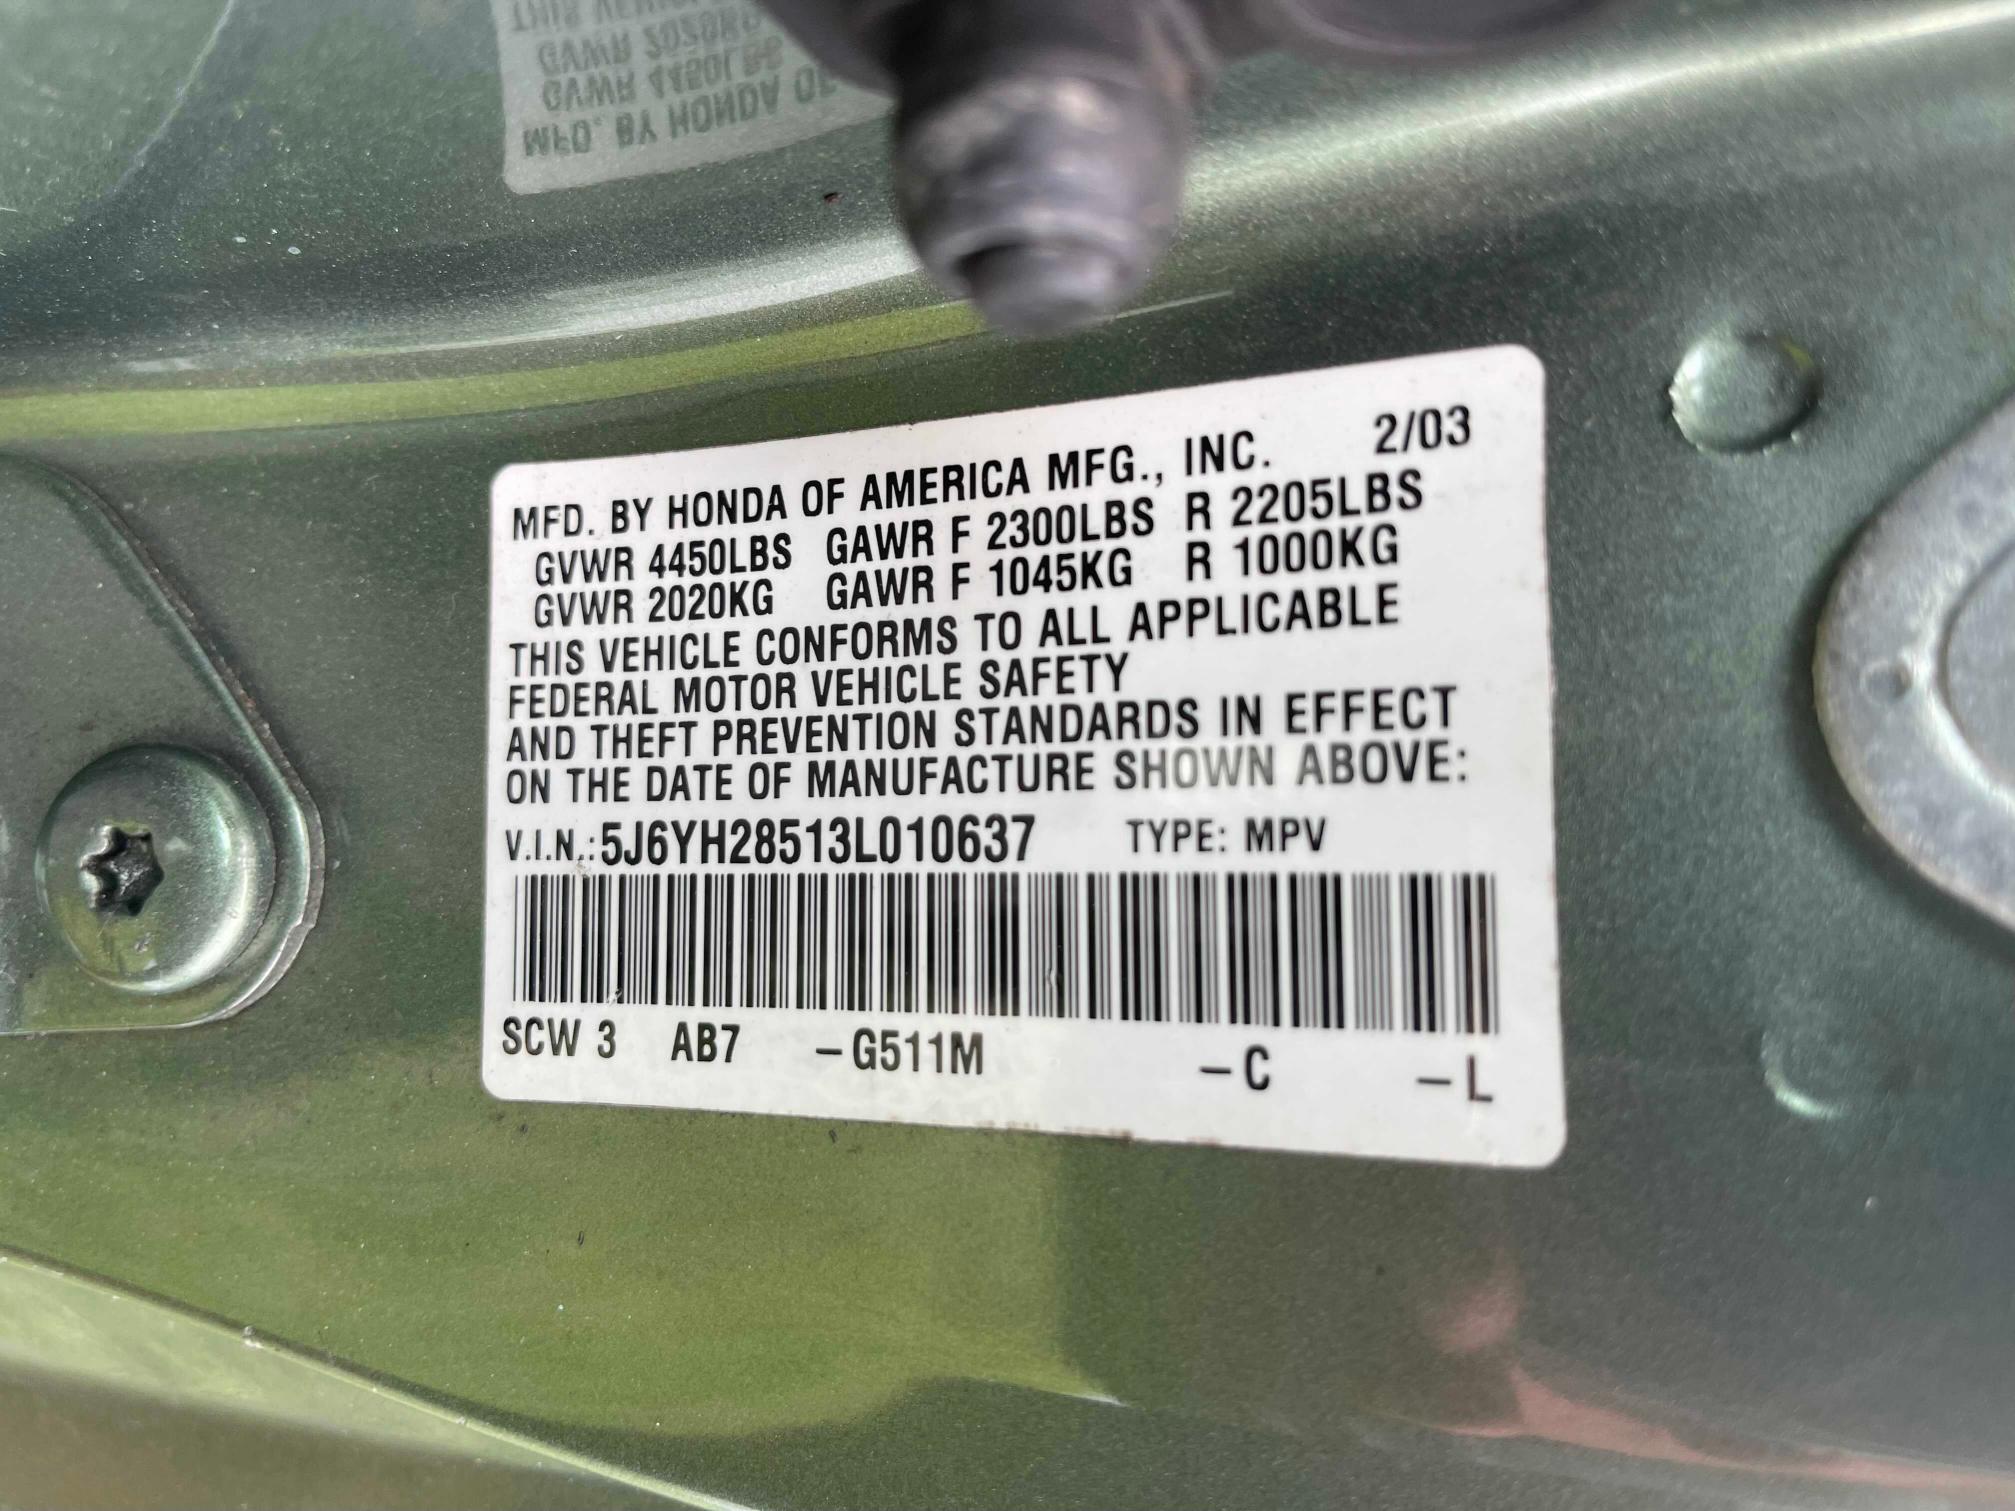 MFD. BY HONDA OF AMERICA MFG., INC. 2/03
GVWR 4450LBS GAWR F 2300LBS R 2205LBS
GVWR 2020KG GAWR F 1045KG R 1000KG
THIS VEHICLE CONFORMS TO ALL APPLICABLE
FEDERAL MOTOR VEHICLE SAFETY
AND THEFT PREVENTION STANDARDS IN EFFECT
ON THE DATE OF MANUFACTURE SHOWN ABOVE:
V.I.N.:5J6YH28513L010637 TYPE: MPV
SCW 3 AB7 –G511M –C –L